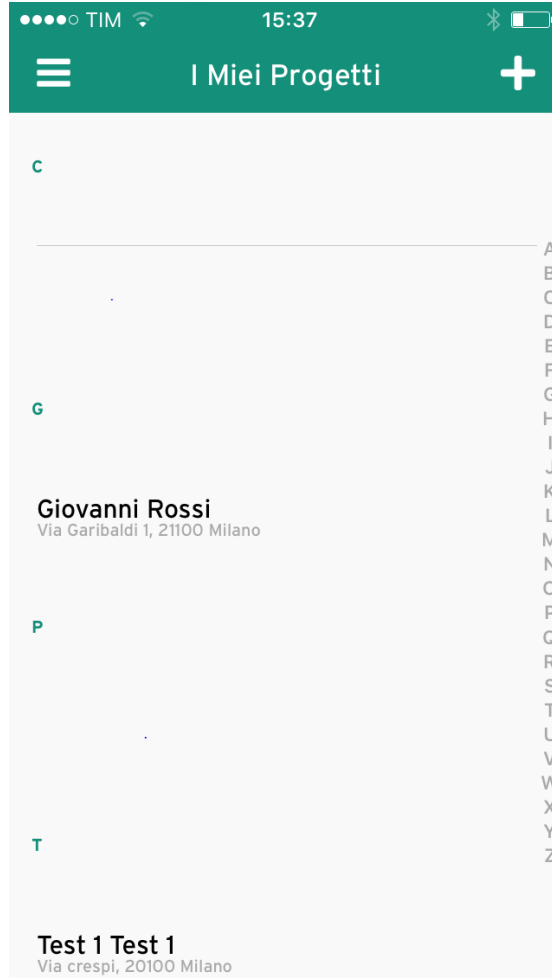 TIM 15:37
I Miei Progetti
C
G
Giovanni Rossi
Via Garibaldi 1, 21100 Milano
P
T
Test 1 Test 1
Via crespi, 20100 Milano
A
B
C
D
E
F
G
H
I
J
K
L
M
N
O
P
Q
R
S
T
U
V
W
X
Y
Z